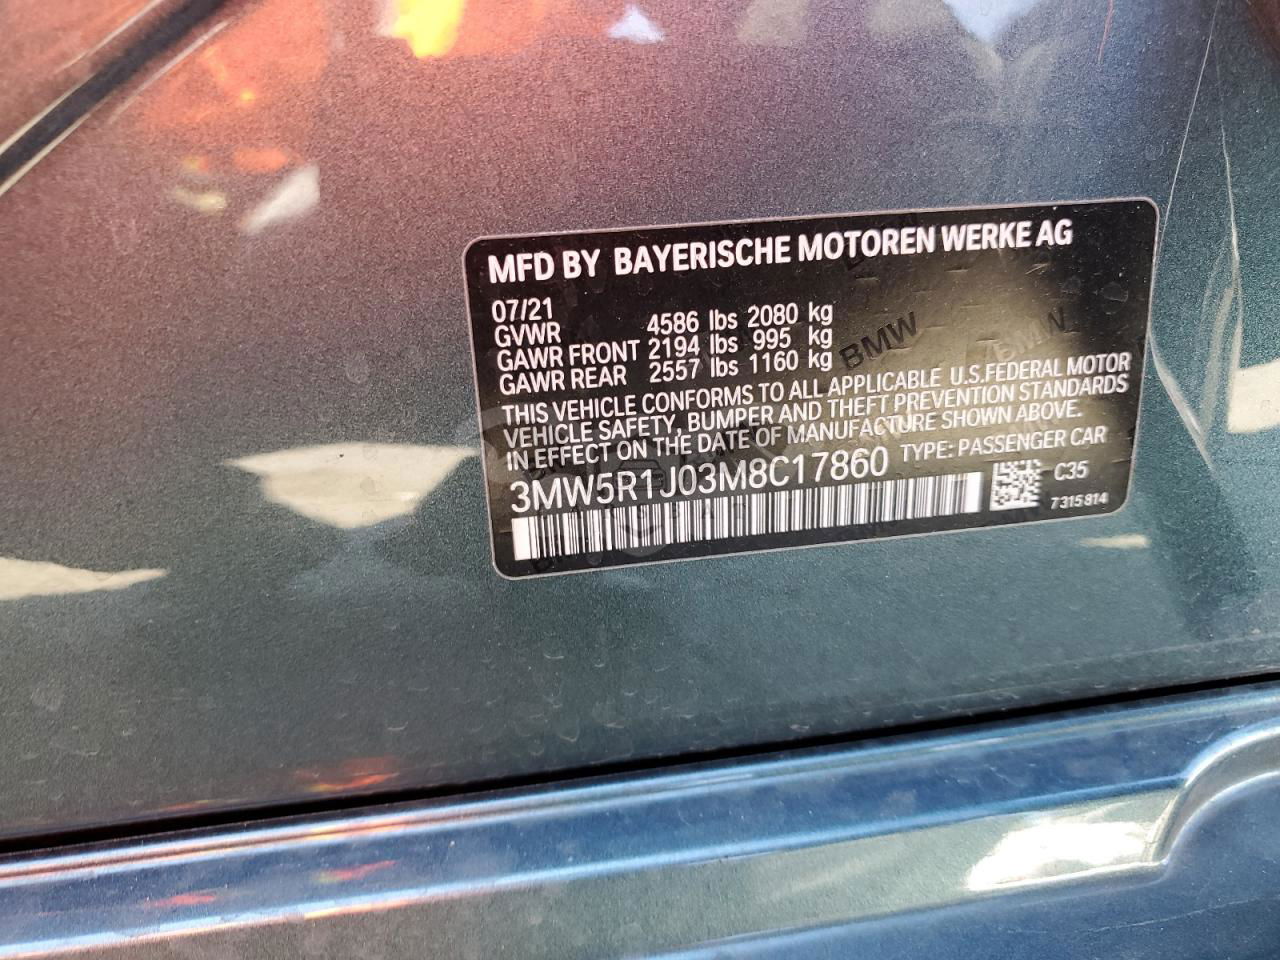 MFD BY BAYERISCHE MOTOREN WERKE AG
07/21
GVWR 4586 lbs 2080 kg
GAWR FRONT 2194 lbs 995 kg
GAWR REAR 2557 lbs 1160 kg
BMW BMW
THIS VEHICLE CONFORMS TO ALL APPLICABLE U.S.FEDERAL MOTOR
VEHICLE SAFETY, BUMPER AND THEFT PREVENTION STANDARDS
IN EFFECT ON THE DATE OF MANUFACTURE SHOWN ABOVE.
3MW5R1J03M8C17860 TYPE: PASSENGER CAR
C35
7315814